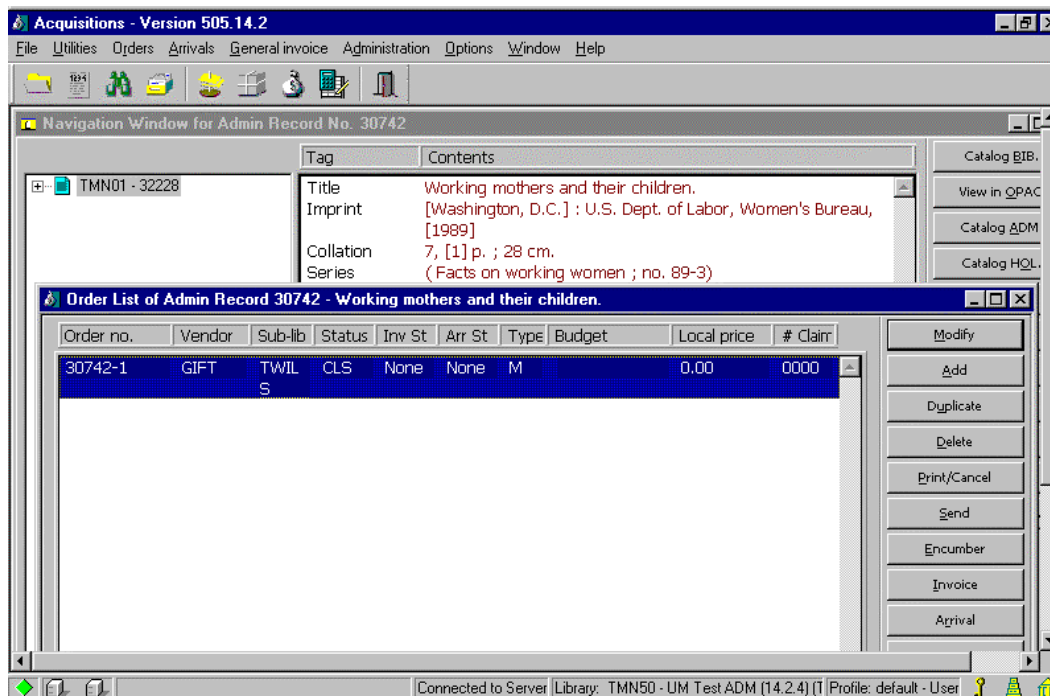 Acquisitions - Version 505.14.2
File Utilities Orders Arrivals General invoice Administration Options Window Help
Navigation Window for Admin Record No. 30742
Tag Contents
Catalog BIB.
TMN01 - 32228
Title Working mothers and their children.
View in OPAC
Imprint [Washington, D.C.] : U.S. Dept. of Labor, Women's Bureau,
[1989]
Catalog ADM
Collation 7, [1] p. ; 28 cm.
Series ( Facts on working women ; no. 89-3)
Catalog HOL.
Order List of Admin Record 30742 - Working mothers and their children.
Order no. Vendor Sub-lib Status Inv St Arr St Type Budget Local price # Claim
30742-1 GIFT TWIL CLS None None M 0.00 0000
S
Modify
Add
Duplicate
Delete
Print/Cancel
Send
Encumber
Invoice
Arrival
Connected to Server Library: TMN50 - UM Test ADM (14.2.4) (T Profile: default - User